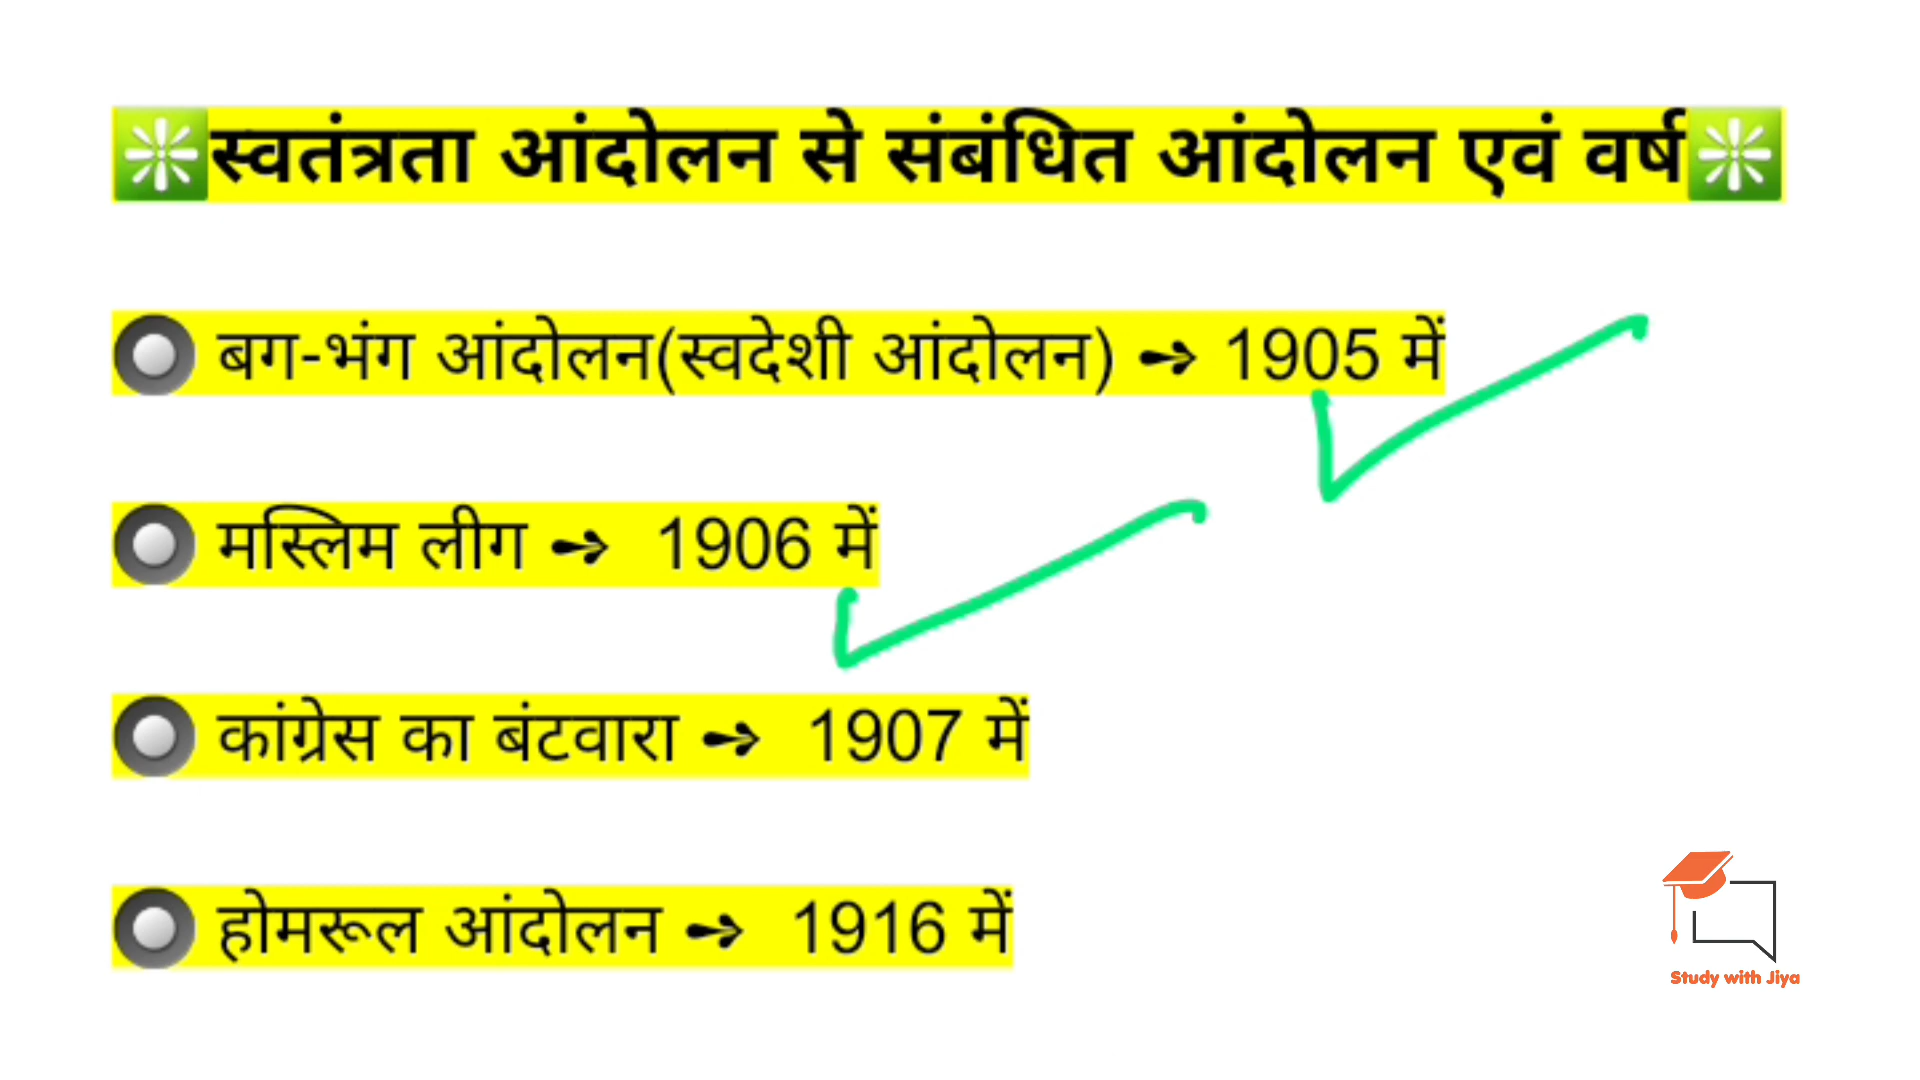 ❇️स्वतंत्रता आंदोलन से संबंधित आंदोलन एवं वर्ष❇️
🔘 बग-भंग आंदोलन(स्वदेशी आंदोलन) ➺ 1905 में
🔘 मस्लिम लीग ➺ 1906 में
🔘 कांग्रेस का बंटवारा ➺ 1907 में
🔘 होमरूल आंदोलन ➺ 1916 में
Study with Jiya